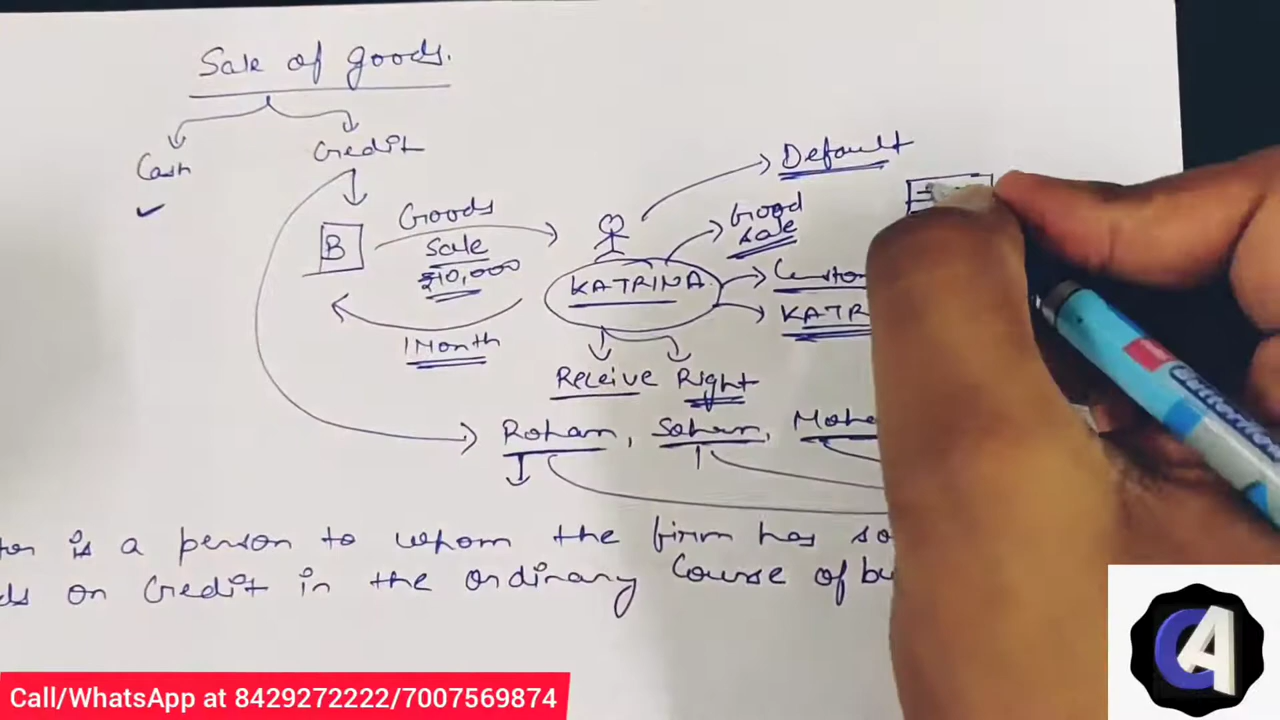 Sale of goods.
Cash
Credit
B
Goods
Sale
₹10,000
1 Month
KATRINA
Default
Good
Sale
Receive Right
Rohan, Sohan,
is a person to whom the firm has
on Credit in the ordinary Course of
Call/WhatsApp at 8429272222/7007569874
CA